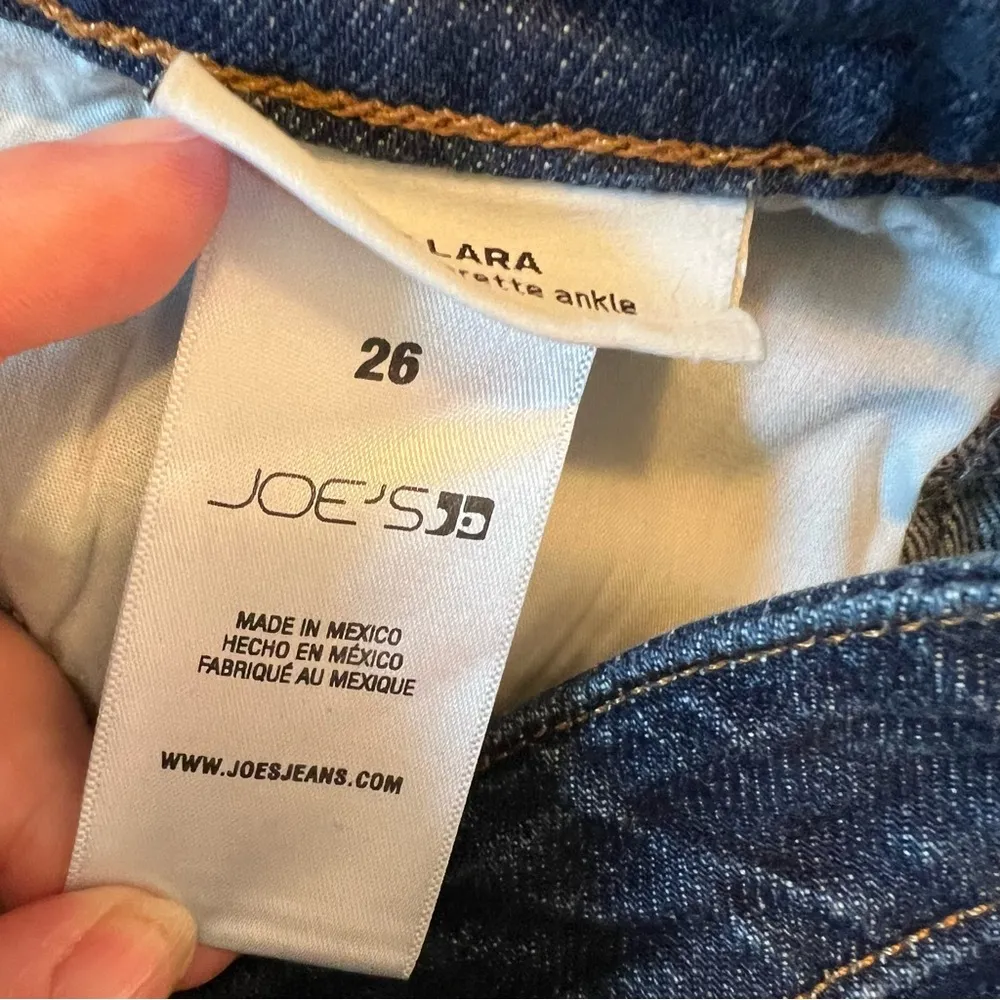 LARA
ankle
26
JOE'S
MADE IN MEXICO
HECHO EN MÉXICO
FABRIQUÉ AU MEXIQUE
WWW.JOESJEANS.COM